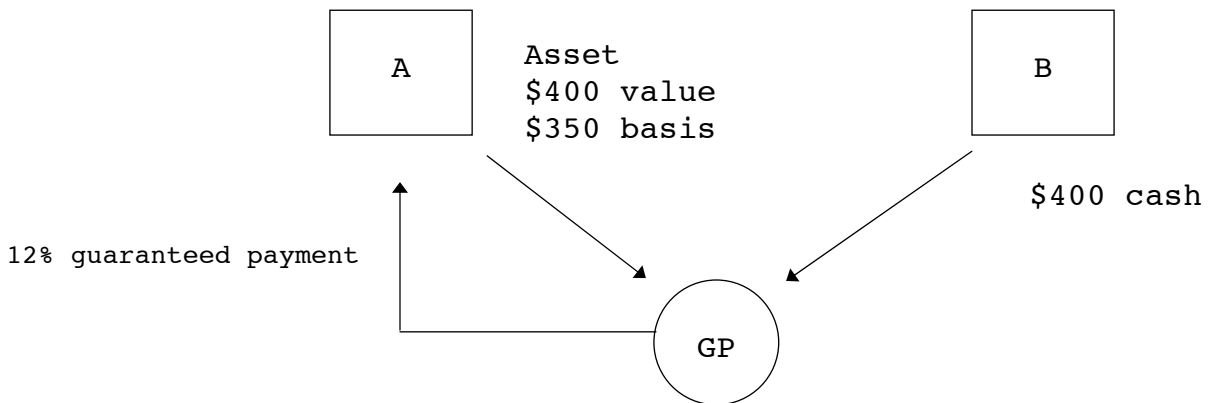 A
Asset
$400 value
$350 basis
B
$400 cash
12% guaranteed payment
GP